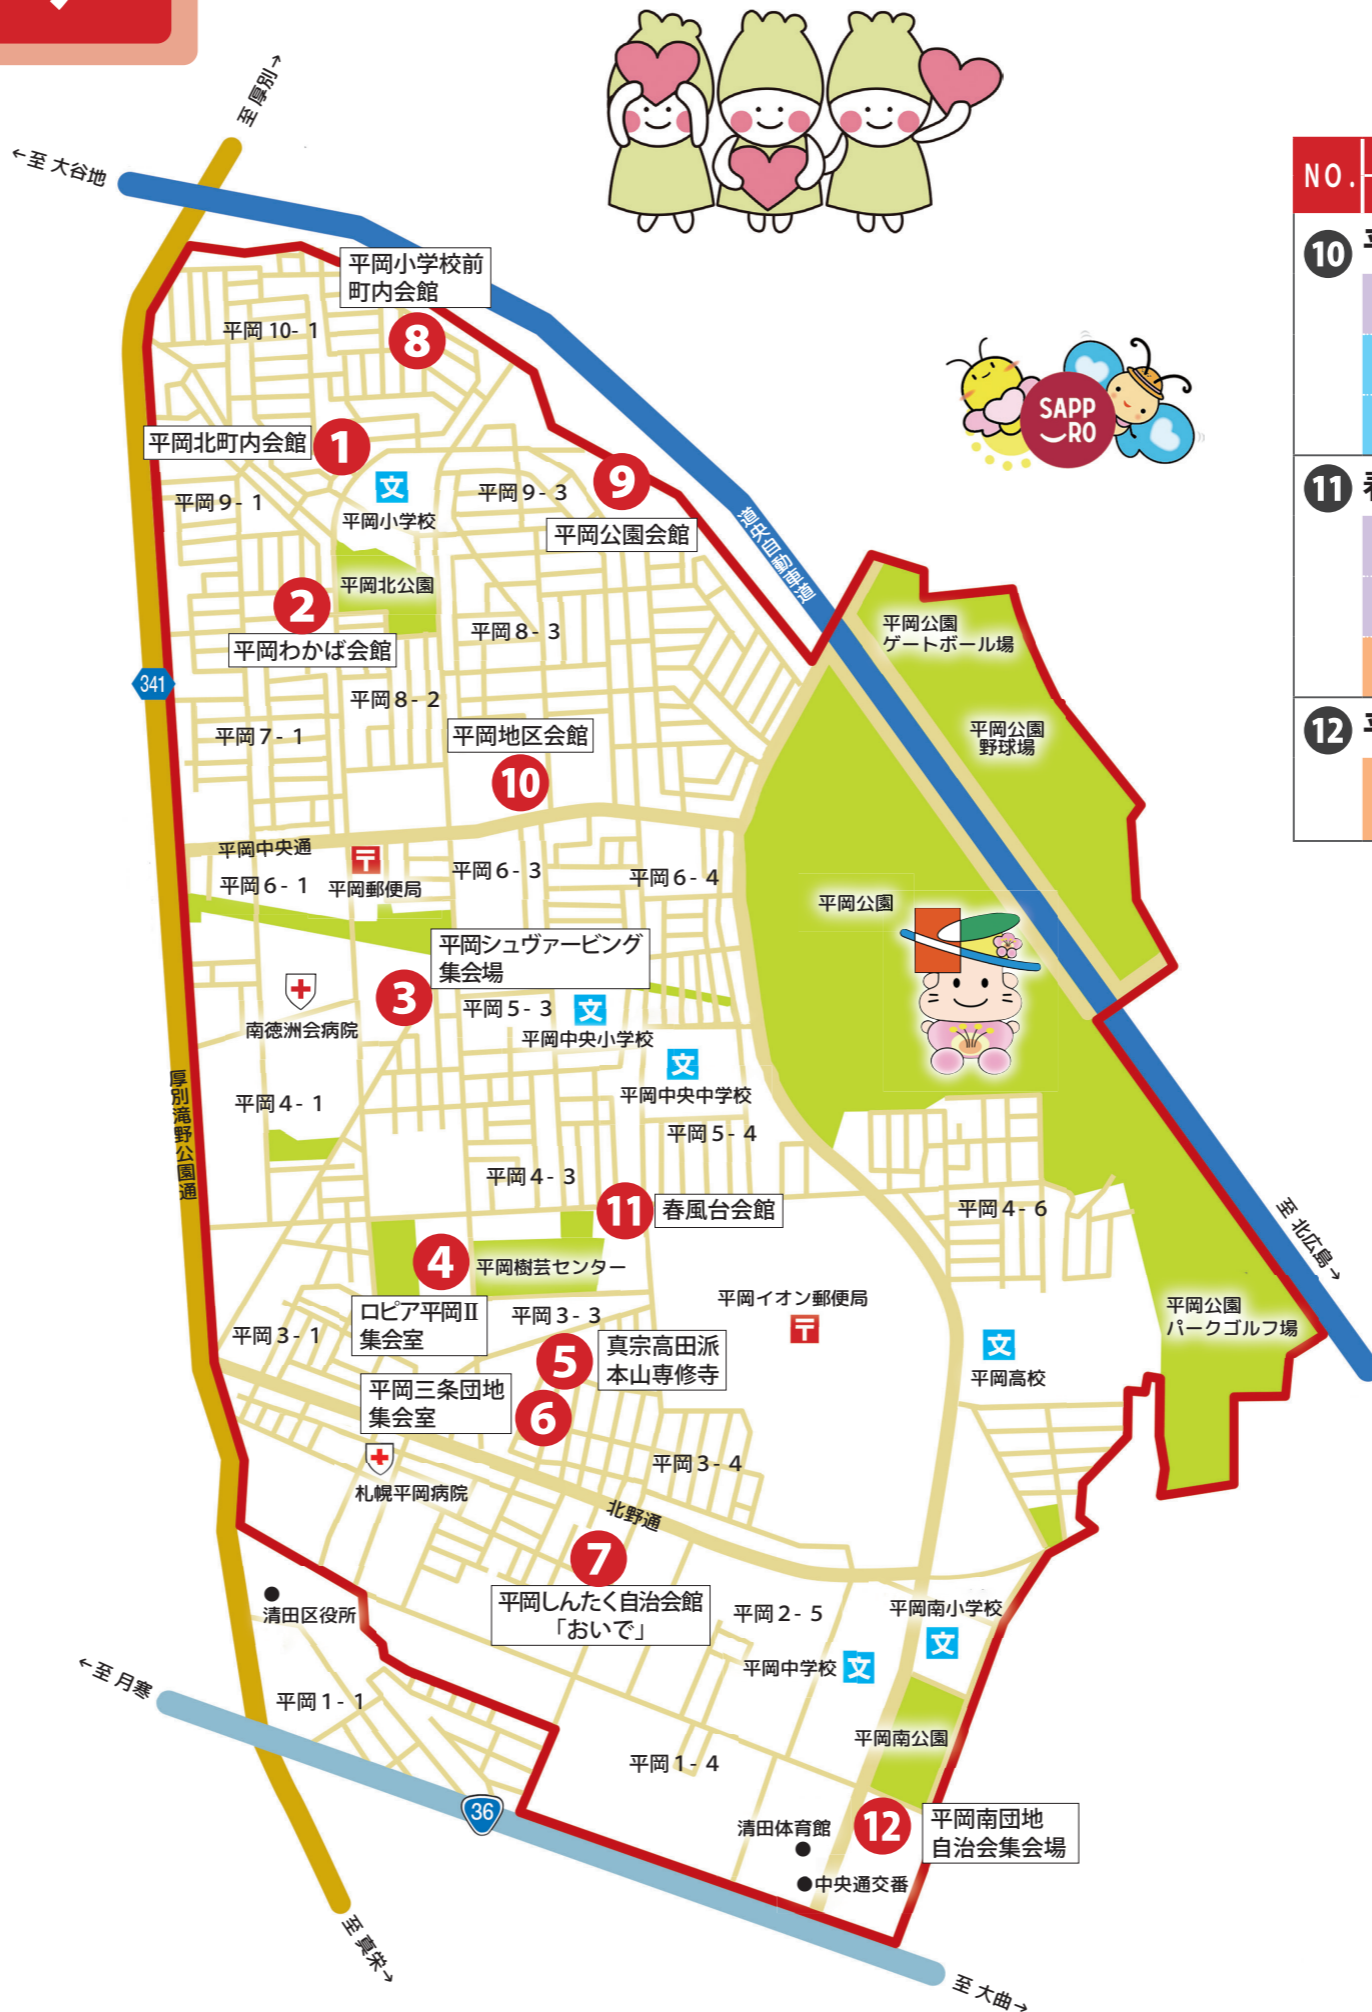 至 厚別→
←至 大谷地
NO.
平岡小学校前
町内会館
8
平岡10-1
10
平岡北町内会館
1
SAPP
RO
文
平岡小学校
平岡9-1
平岡9-3
9
平岡公園会館
11
道央自動車道
2
平岡わかば会館
平岡北公園
平岡8-3
平岡公園
ゲートボール場
341
平岡8-2
平岡7-1
平岡地区会館
10
平岡公園
野球場
12
平岡中央通
平岡6-1
〒
平岡郵便局
平岡6-3
平岡6-4
平岡公園
平岡シュヴァービング
集会場
3
南徳洲会病院
平岡5-3
文
平岡中央小学校
文
平岡中央中学校
厚別滝野公園通
平岡4-1
平岡5-4
平岡4-3
11
春風台会館
平岡4-6
至 北広島→
4
平岡樹芸センター
ロピア平岡Ⅱ
集会室
平岡3-1
平岡3-3
平岡イオン郵便局
〒
平岡公園
パークゴルフ場
5
真宗高田派
本山専修寺
文
平岡高校
平岡三条団地
集会室
6
札幌平岡病院
平岡3-4
北野通
7
平岡しんたく自治会館
「おいで」
清田区役所
平岡2-5
平岡南小学校
文
平岡中学校
文
←至 月寒
平岡1-1
平岡南公園
平岡1-4
36
清田体育館
12
平岡南団地
自治会集会場
中央通交番
至 真栄→
至 大曲→